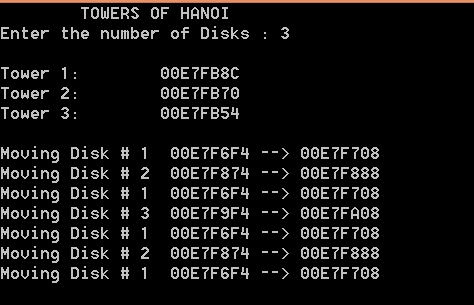 TOWERS OF HANOI
Enter the number of Disks : 3
Tower 1: 00E7FB8C
Tower 2: 00E7FB70
Tower 3: 00E7FB54
Moving Disk # 1 00E7F6F4 --> 00E7F708
Moving Disk # 2 00E7F874 --> 00E7F888
Moving Disk # 1 00E7F6F4 --> 00E7F708
Moving Disk # 3 00E7F9F4 --> 00E7FA08
Moving Disk # 1 00E7F6F4 --> 00E7F708
Moving Disk # 2 00E7F874 --> 00E7F888
Moving Disk # 1 00E7F6F4 --> 00E7F708